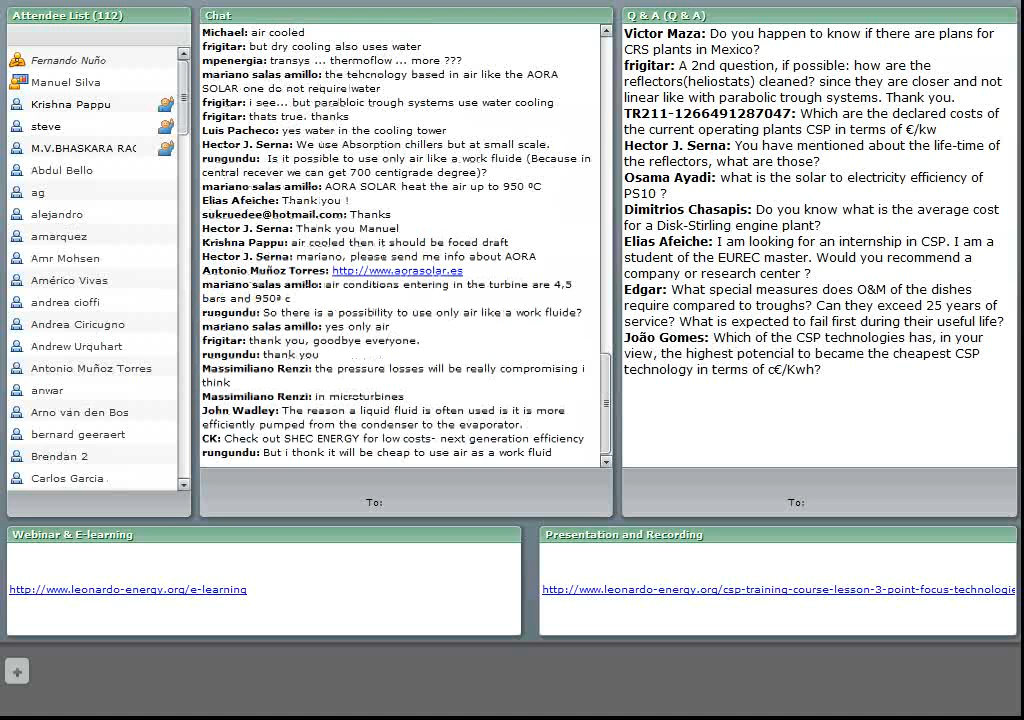 Attendee List (112)
Fernando Nuño
Manuel Silva
Krishna Pappu
steve
M.V.BHASKARA RAC
Abdul Bello
ag
alejandro
amarquez
Amr Mohsen
Américo Vivas
andrea cioffi
Andrea Ciricugno
Andrew Urquhart
Antonio Muñoz Torres
anwar
Arno van den Bos
bernard geeraert
Brendan 2
Carlos Garcia
Chat
Michael: air cooled
frigitar: but dry cooling also uses water
mpenergia: transys ... thermoflow ... more ???
mariano salas amillo: the tehcnology based in air like the AORA
SOLAR one do not require water
frigitar: i see... but parabloic trough systems use water cooling
frigitar: thats true. thanks
Luis Pacheco: yes water in the cooling tower
Hector J. Serna: We use Absorption chillers but at small scale.
rungundu: Is it possible to use only air like a work fluide (Because in
central recever we can get 700 centigrade degree)?
mariano salas amillo: AORA SOLAR heat the air up to 950 ºC
Elias Afeiche: Thank you !
sukruedee@hotmail.com: Thanks
Hector J. Serna: Thank you Manuel
Krishna Pappu: air cooled then it should be foced draft
Hector J. Serna: mariano, please send me info about AORA
Antonio Muñoz Torres: http://www.aorasolar.es
mariano salas amillo: air conditions entering in the turbine are 4,5
bars and 950º c
rungundu: So there is a possibility to use only air like a work fluide?
mariano salas amillo: yes only air
frigitar: thank you, goodbye everyone.
rungundu: thank you
Massimiliano Renzi: the pressure losses will be really compromising i
think
Massimiliano Renzi: in microturbines
John Wadley: The reason a liquid fluid is often used is it is more
efficiently pumped from the condenser to the evaporator.
CK: Check out SHEC ENERGY for low costs- next generation efficiency
rungundu: But i thonk it will be cheap to use air as a work fluid
To:
Q & A (Q & A)
Victor Maza: Do you happen to know if there are plans for
CRS plants in Mexico?
frigitar: A 2nd question, if possible: how are the
reflectors(heliostats) cleaned? since they are closer and not
linear like with parabolic trough systems. Thank you.
TR211-1266491287047: Which are the declared costs of
the current operating plants CSP in terms of €/kw
Hector J. Serna: You have mentioned about the life-time of
the reflectors, what are those?
Osama Ayadi: what is the solar to electricity efficiency of
PS10 ?
Dimitrios Chasapis: Do you know what is the average cost
for a Disk-Stirling engine plant?
Elias Afeiche: I am looking for an internship in CSP. I am a
student of the EUREC master. Would you recommend a
company or research center ?
Edgar: What special measures does O&M of the dishes
require compared to troughs? Can they exceed 25 years of
service? What is expected to fail first during their useful life?
João Gomes: Which of the CSP technologies has, in your
view, the highest potencial to became the cheapest CSP
technology in terms of c€/Kwh?
To:
Webinar & E-learning
http://www.leonardo-energy.org/e-learning
Presentation and Recording
http://www.leonardo-energy.org/csp-training-course-lesson-3-point-focus-technologie